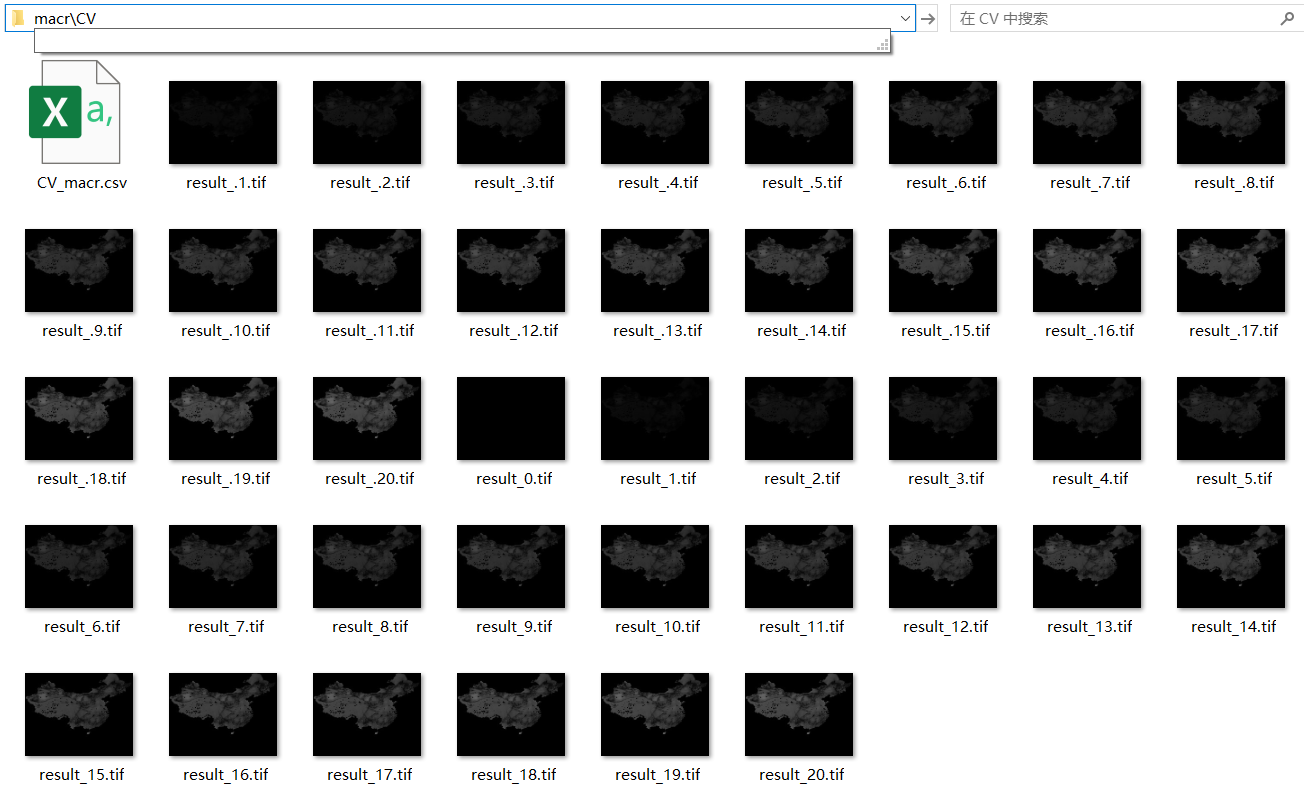 macr\CV
在 CV 中搜索
X a,
CV_macr.csv
result_.1.tif
result_.2.tif
result_.3.tif
result_.4.tif
result_.5.tif
result_.6.tif
result_.7.tif
result_.8.tif
result_.9.tif
result_.10.tif
result_.11.tif
result_.12.tif
result_.13.tif
result_.14.tif
result_.15.tif
result_.16.tif
result_.17.tif
result_.18.tif
result_.19.tif
result_.20.tif
result_0.tif
result_1.tif
result_2.tif
result_3.tif
result_4.tif
result_5.tif
result_6.tif
result_7.tif
result_8.tif
result_9.tif
result_10.tif
result_11.tif
result_12.tif
result_13.tif
result_14.tif
result_15.tif
result_16.tif
result_17.tif
result_18.tif
result_19.tif
result_20.tif